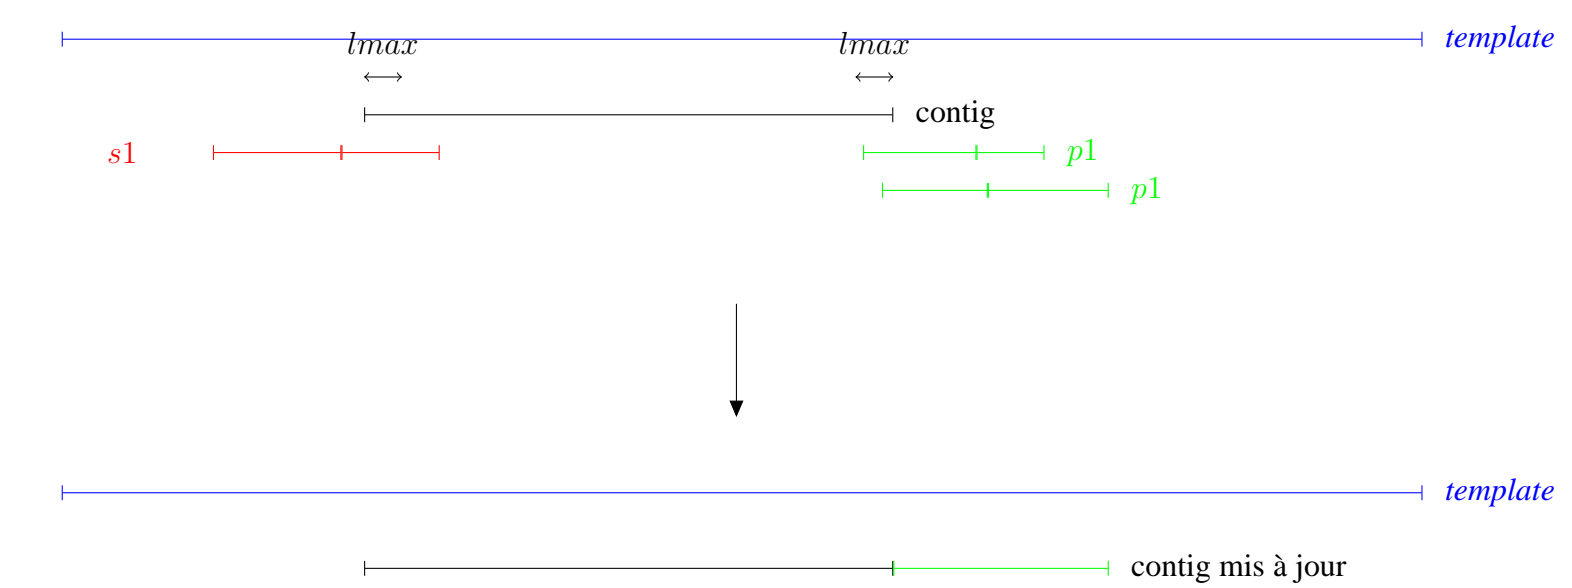 template
lmax lmax
contig
s1 p1
p1
template
contig mis à jour